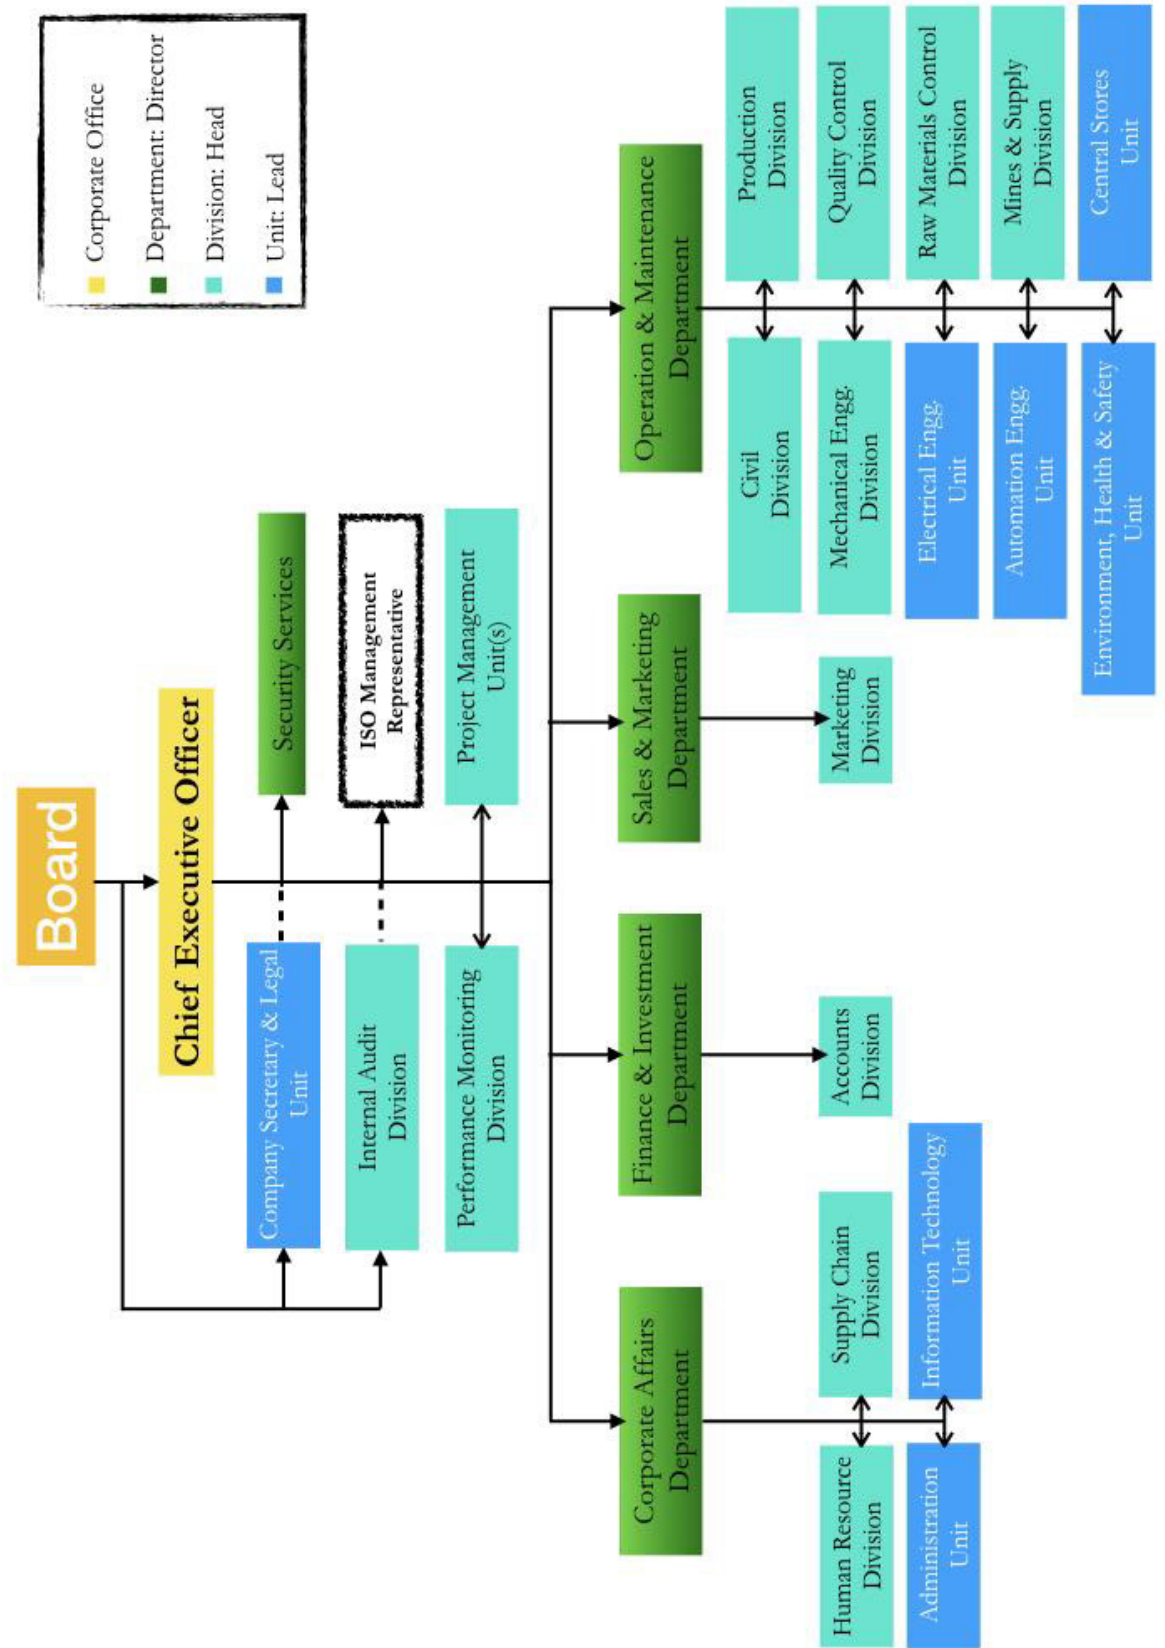 Board
Chief Executive Officer
Corporate Office
Department: Director
Division: Head
Unit: Lead
Company Secretary & Legal
Unit
Security Services
Internal Audit
Division
ISO Management
Representative
Performance Monitoring
Division
Project Management
Unit(s)
Corporate Affairs
Department
Finance & Investment
Department
Sales & Marketing
Department
Operation & Maintenance
Department
Human Resource
Division
Supply Chain
Division
Administration
Unit
Information Technology
Unit
Accounts
Division
Marketing
Division
Civil
Division
Production
Division
Mechanical Engg.
Division
Quality Control
Division
Electrical Engg.
Unit
Raw Materials Control
Division
Automation Engg.
Unit
Mines & Supply
Division
Environment, Health & Safety
Unit
Central Stores
Unit